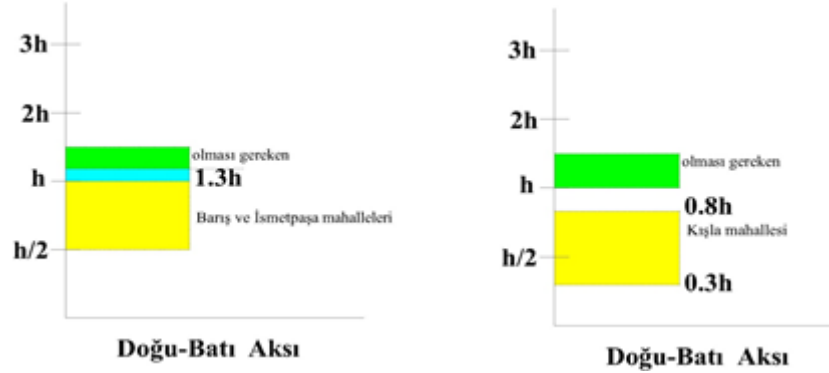 3h
2h
olması gereken
h
1.3h
Barış ve İsmetpaşa mahalleleri
h/2
Doğu-Batı Aksı
3h
2h
olması gereken
h
0.8h
Kışla mahallesi
h/2
0.3h
Doğu-Batı Aksı